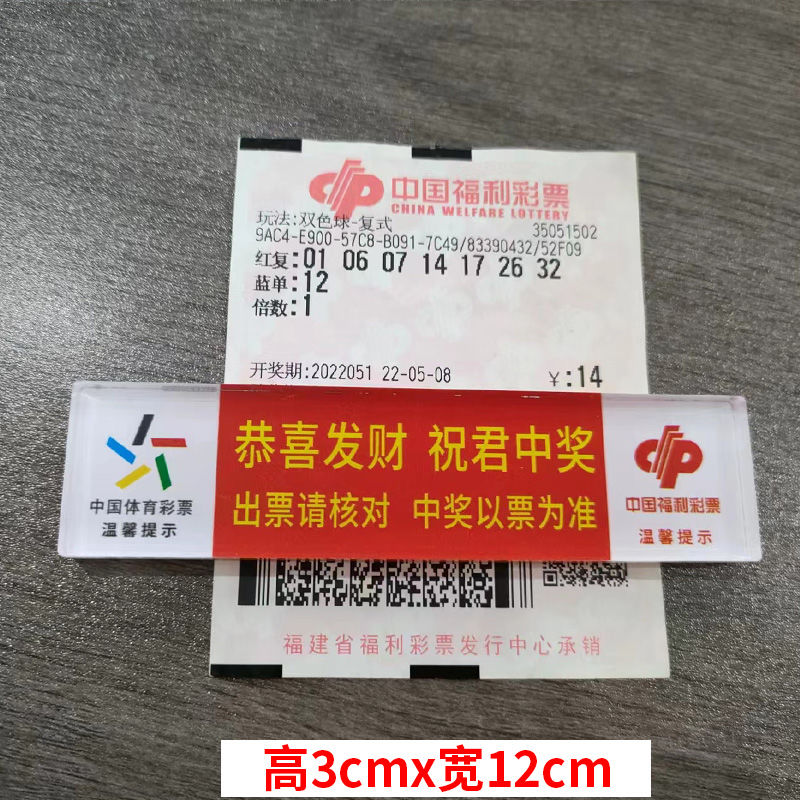 中国福利彩票
CHINA WELFARE LOTTERY
玩法:双色球-复式 35051502
9AC4-E900-57C8-B091-7C49/83390432/52F09
红复:01 06 07 14 17 26 32
蓝单:12
倍数:1
开奖期:2022051 22-05-08 ¥:14
恭喜发财 祝君中奖
出票请核对 中奖以票为准
中国体育彩票
温馨提示
中国福利彩票
温馨提示
福建省福利彩票发行中心承销
高3cmx宽12cm